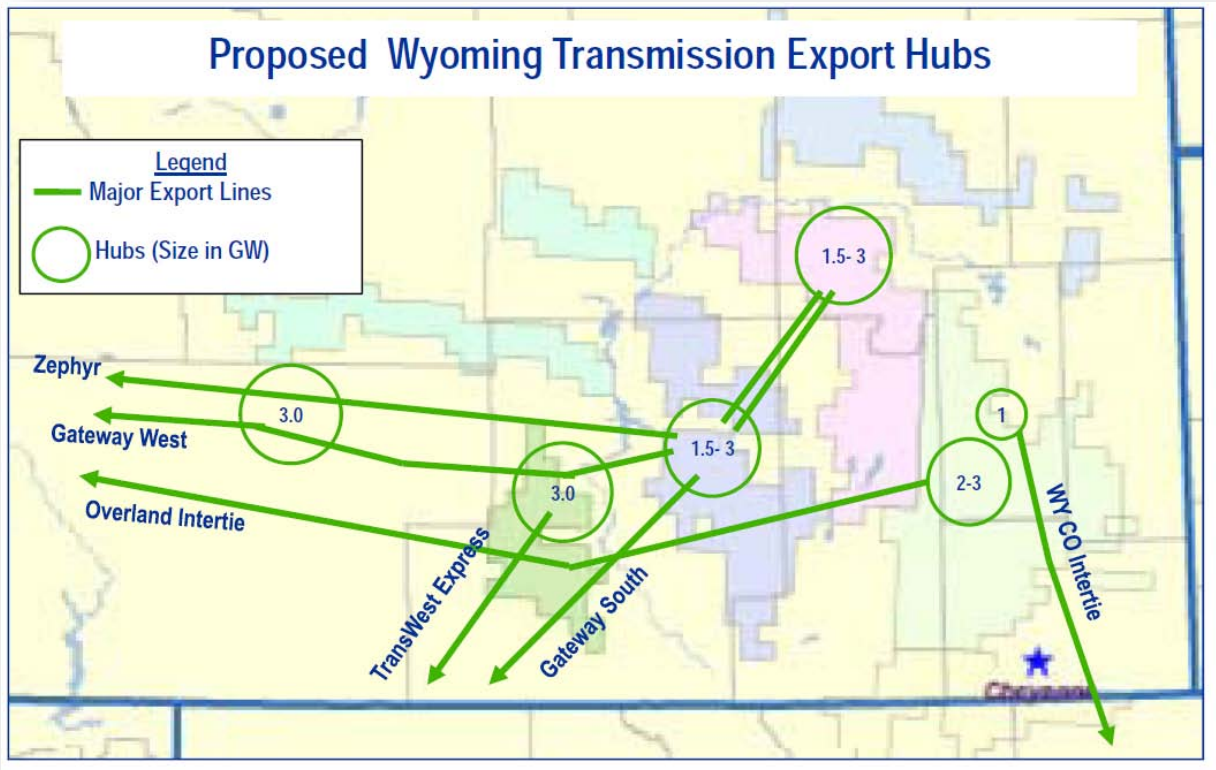 Proposed Wyoming Transmission Export Hubs
Legend
Major Export Lines
Hubs (Size in GW)
1.5- 3
Zephyr
3.0
Gateway West
1.5- 3
1
3.0
2-3
Overland Intertie
TransWest Express
Gateway South
WY CO Intertie
Cheyenne